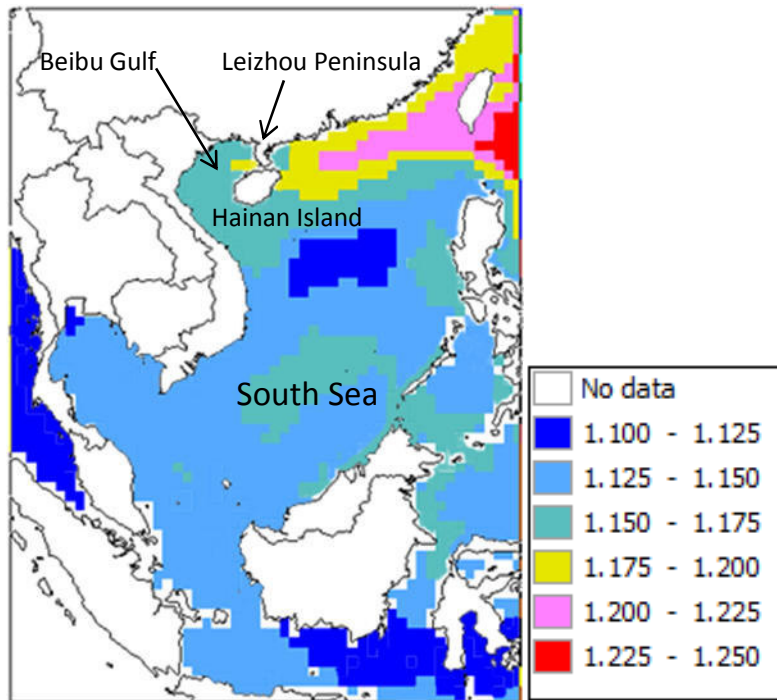 Beibu Gulf
Leizhou Peninsula
Hainan Island
South Sea
No data
1.100 - 1.125
1.125 - 1.150
1.150 - 1.175
1.175 - 1.200
1.200 - 1.225
1.225 - 1.250